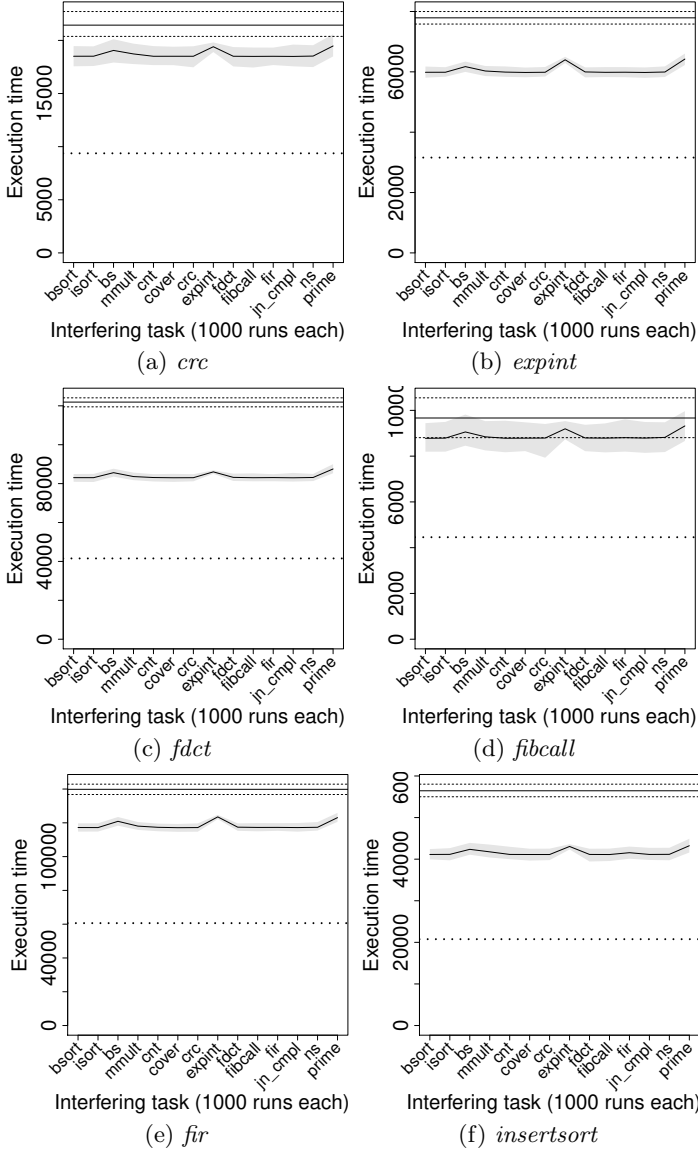 Execution time
0 5000 15000
bsort isort bs mmult cnt cover crc expint fdct fibcall fir jn_cmpl ns prime
Interfering task (1000 runs each)
(a) crc
Execution time
0 20000 60000
bsort isort bs mmult cnt cover crc expint fdct fibcall fir jn_cmpl ns prime
Interfering task (1000 runs each)
(b) expint
Execution time
0 40000 80000
bsort isort bs mmult cnt cover crc expint fdct fibcall fir jn_cmpl ns prime
Interfering task (1000 runs each)
(c) fdct
Execution time
0 2000 6000
bsort isort bs mmult cnt cover crc expint fdct fibcall fir jn_cmpl ns prime
Interfering task (1000 runs each)
(d) fibcall
Execution time
0 40000 100000
bsort isort bs mmult cnt cover crc expint fdct fibcall fir jn_cmpl ns prime
Interfering task (1000 runs each)
(e) fir
Execution time
0 20000 40000
bsort isort bs mmult cnt cover crc expint fdct fibcall fir jn_cmpl ns prime
Interfering task (1000 runs each)
(f) insertsort